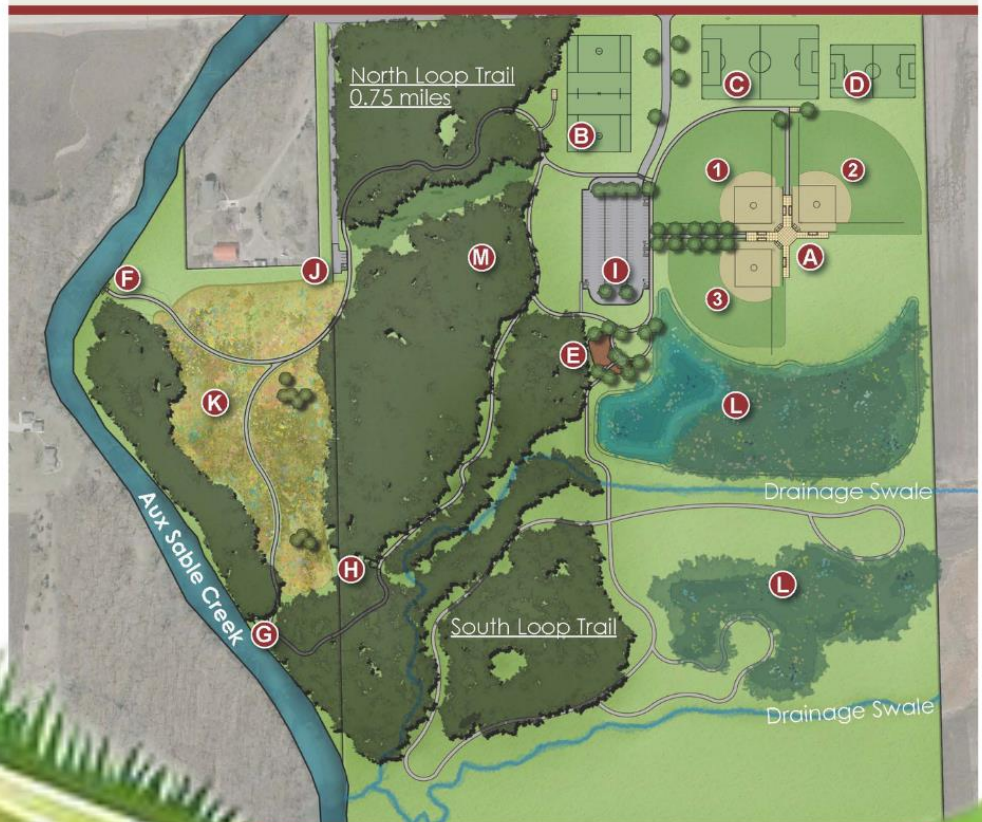 North Loop Trail
0.75 miles
C
D
B
1
2
M
A
F
J
I
3
E
K
L
Drainage Swale
Aux Sable Creek
H
L
G
South Loop Trail
Drainage Swale